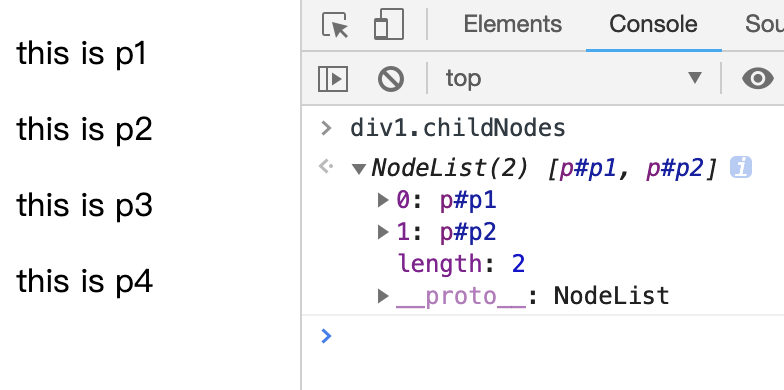 this is p1
this is p2
this is p3
this is p4
Elements Console Sou
top
div1.childNodes
NodeList(2) [p#p1, p#p2] i
0: p#p1
1: p#p2
length: 2
__proto__: NodeList